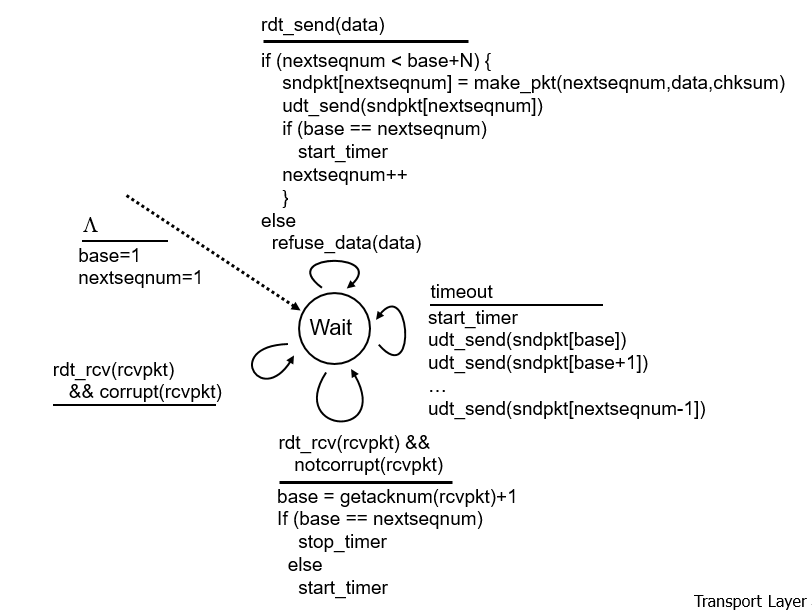 rdt_send(data)
if (nextseqnum < base+N) {
sndpkt[nextseqnum] = make_pkt(nextseqnum,data,chksum)
udt_send(sndpkt[nextseqnum])
if (base == nextseqnum)
start_timer
nextseqnum++
}
else
refuse_data(data)
Λ
base=1
nextseqnum=1
Wait
timeout
start_timer
udt_send(sndpkt[base])
udt_send(sndpkt[base+1])
…
udt_send(sndpkt[nextseqnum-1])
rdt_rcv(rcvpkt)
&& corrupt(rcvpkt)
rdt_rcv(rcvpkt) &&
notcorrupt(rcvpkt)
base = getacknum(rcvpkt)+1
If (base == nextseqnum)
stop_timer
else
start_timer
Transport Layer